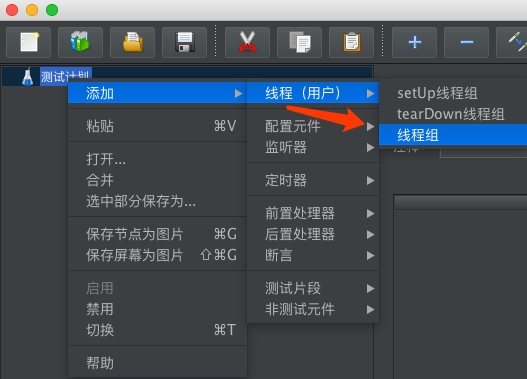 测试计划
添加
粘贴 ⌘V
打开...
合并
选中部分保存为...
保存节点为图片 ⌘G
保存屏幕为图片 ⇧⌘G
启用
禁用
切换 ⌘T
帮助
线程（用户）
配置元件
监听器
定时器
前置处理器
后置处理器
断言
测试片段
非测试元件
setUp线程组
tearDown线程组
线程组